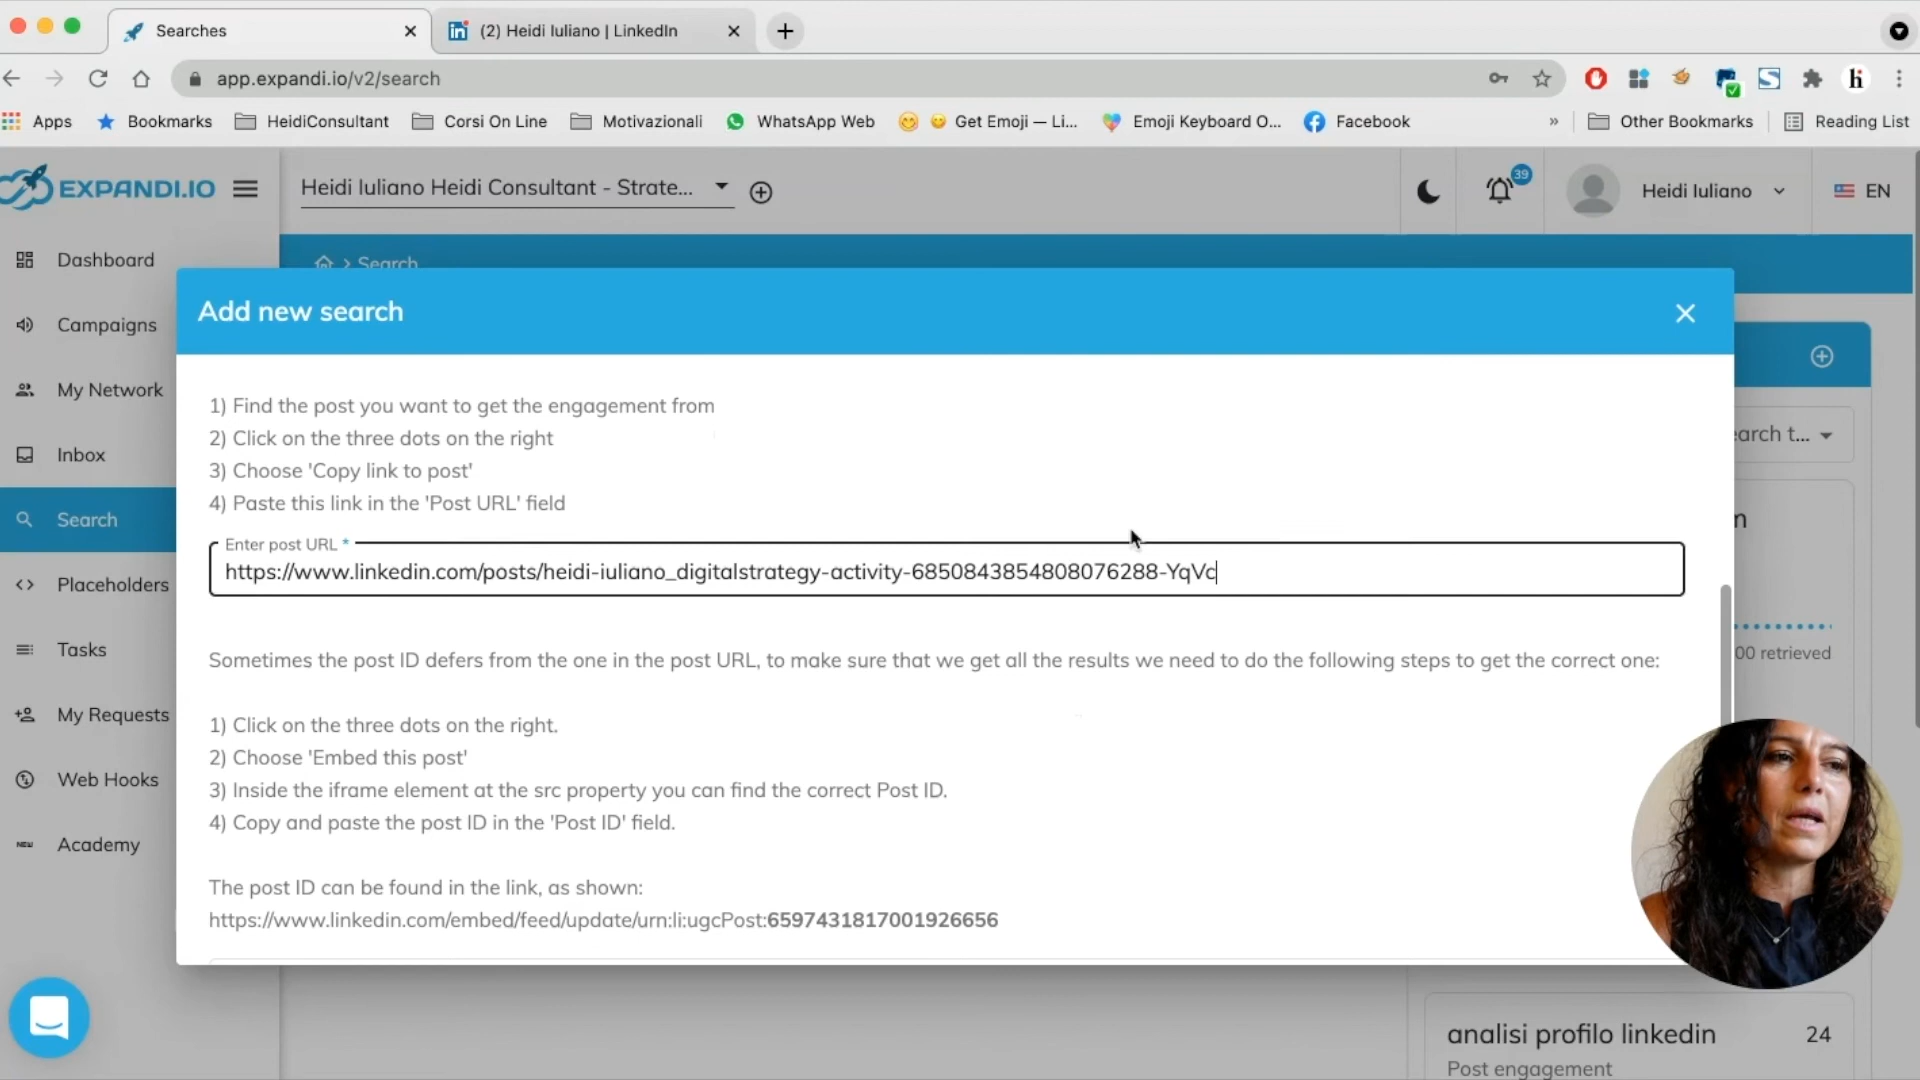 Searches
(2) Heidi Iuliano | LinkedIn
app.expandi.io/v2/search
Apps
Bookmarks
HeidiConsultant
Corsi On Line
Motivazionali
WhatsApp Web
Get Emoji — Li...
Emoji Keyboard O...
Facebook
»
Other Bookmarks
Reading List
EXPANDI.IO
Heidi Iuliano Heidi Consultant - Strate...
39
Heidi Iuliano
EN
Dashboard
Campaigns
My Network
Inbox
Search
Placeholders
Tasks
My Requests
Web Hooks
NEW
Academy
> Search
Add new search
1) Find the post you want to get the engagement from
2) Click on the three dots on the right
3) Choose 'Copy link to post'
4) Paste this link in the 'Post URL' field
Enter post URL *
https://www.linkedin.com/posts/heidi-iuliano_digitalstrategy-activity-6850843854808076288-YqVc
Sometimes the post ID defers from the one in the post URL, to make sure that we get all the results we need to do the following steps to get the correct one:
1) Click on the three dots on the right.
2) Choose 'Embed this post'
3) Inside the iframe element at the src property you can find the correct Post ID.
4) Copy and paste the post ID in the 'Post ID' field.
The post ID can be found in the link, as shown:
https://www.linkedin.com/embed/feed/update/urn:li:ugcPost:6597431817001926656
earch t...
00 retrieved
analisi profilo linkedin
24
Post engagement